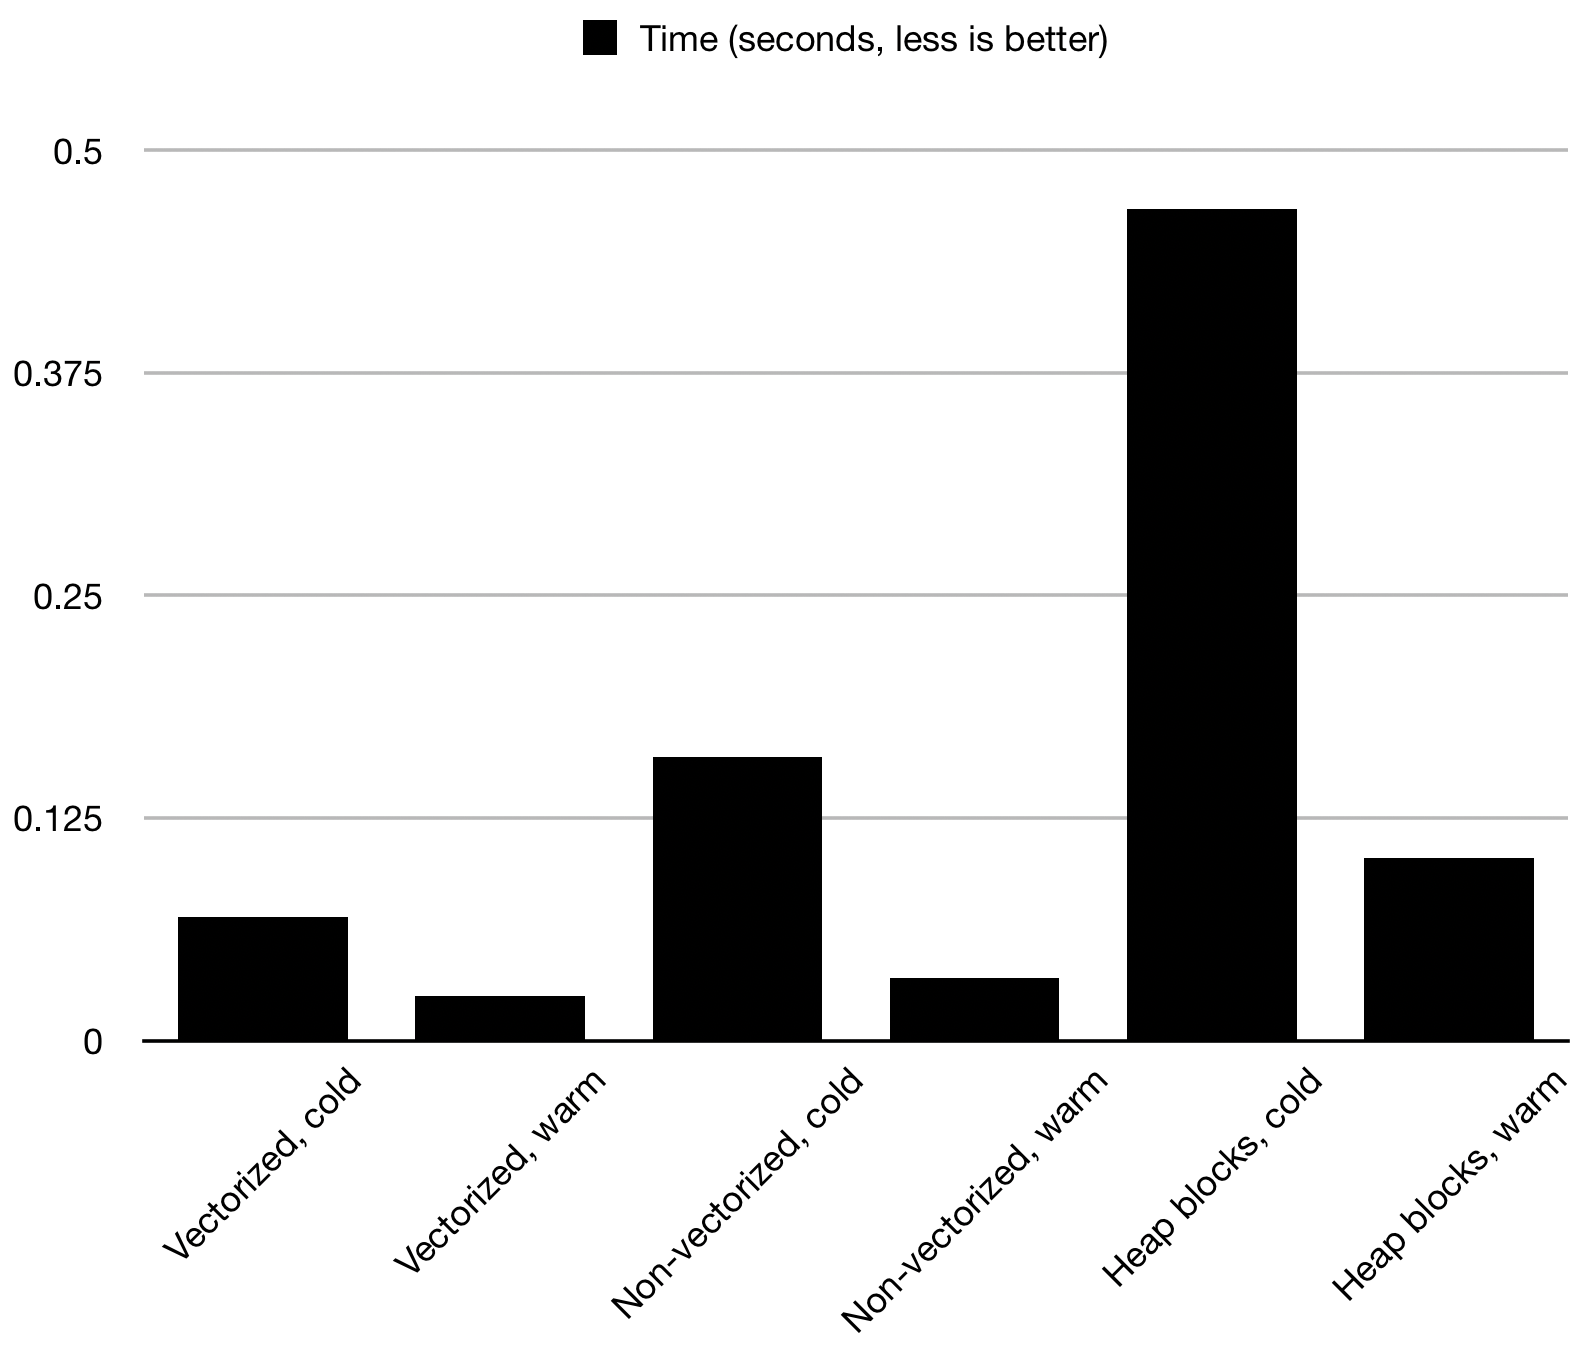 Time (seconds, less is better)
0.5
0.375
0.25
0.125
0
Vectorized, cold
Vectorized, warm
Non-vectorized, cold
Non-vectorized, warm
Heap blocks, cold
Heap blocks, warm